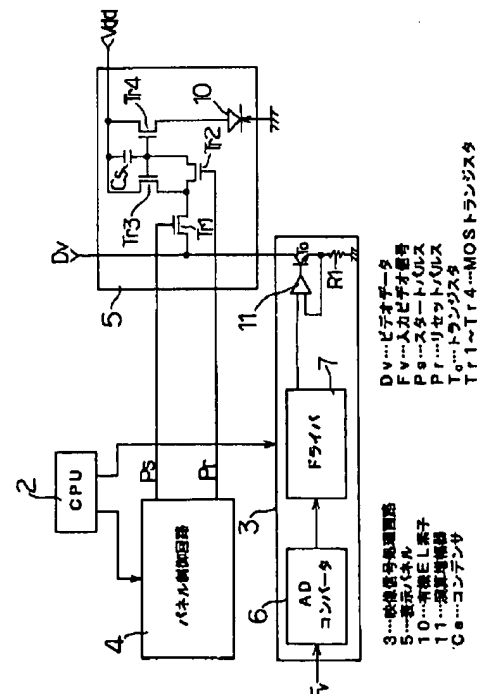 2
CPU
4
パネル制御回路
Ps
Pr
5
Dv
Vdd
Tr3
Cs
Tr4
Tr1
Tr2
10
3
6
AD
コンバータ
ドライバ
7
11
To
R1
Fv
3…映像信号処理回路
5…表示パネル
10…有機EL素子
11…演算増幅器
Cs…コンデンサ
Dv…ビデオデータ
Fv…入力ビデオ信号
Ps…スタートパルス
Pr…リセットパルス
To…トランジスタ
Tr1~Tr4…MOSトランジスタ